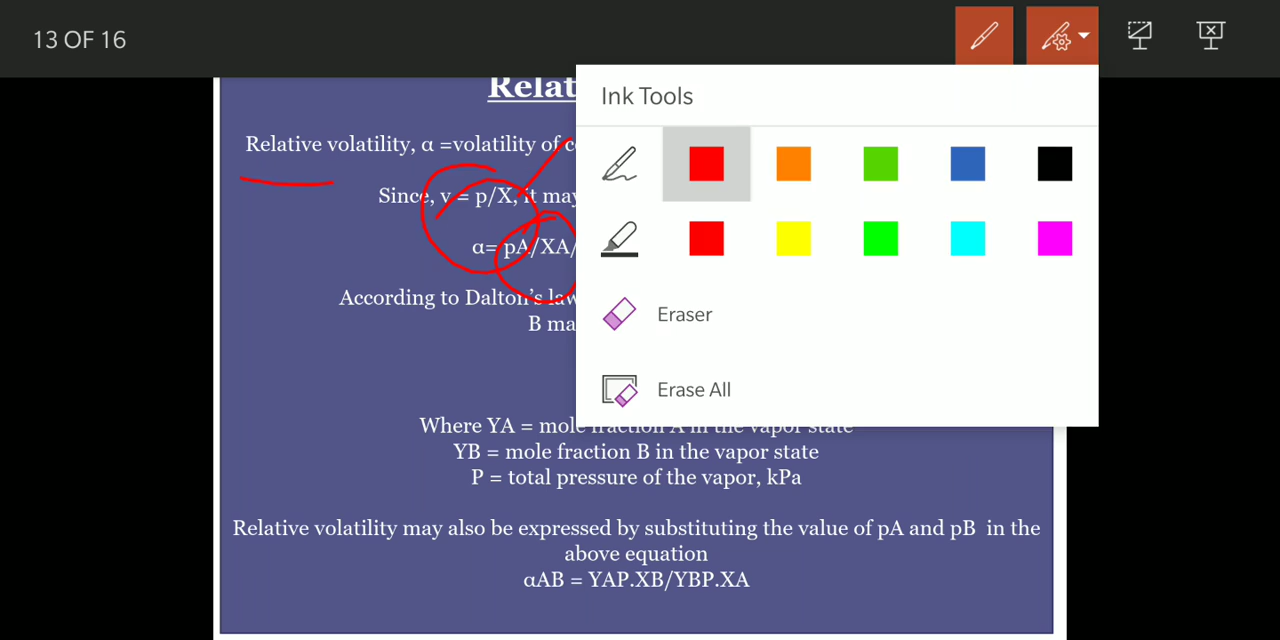 13 OF 16
Ink Tools
Relat
Relative volatility, α =volatility of c
Since, v = p/X, it may
α= pA/XA/
According to Dalton's law
B ma
Eraser
Erase All
Where YA = mole fraction A in the vapor state
YB = mole fraction B in the vapor state
P = total pressure of the vapor, kPa
Relative volatility may also be expressed by substituting the value of pA and pB in the
above equation
αAB = YAP.XB/YBP.XA